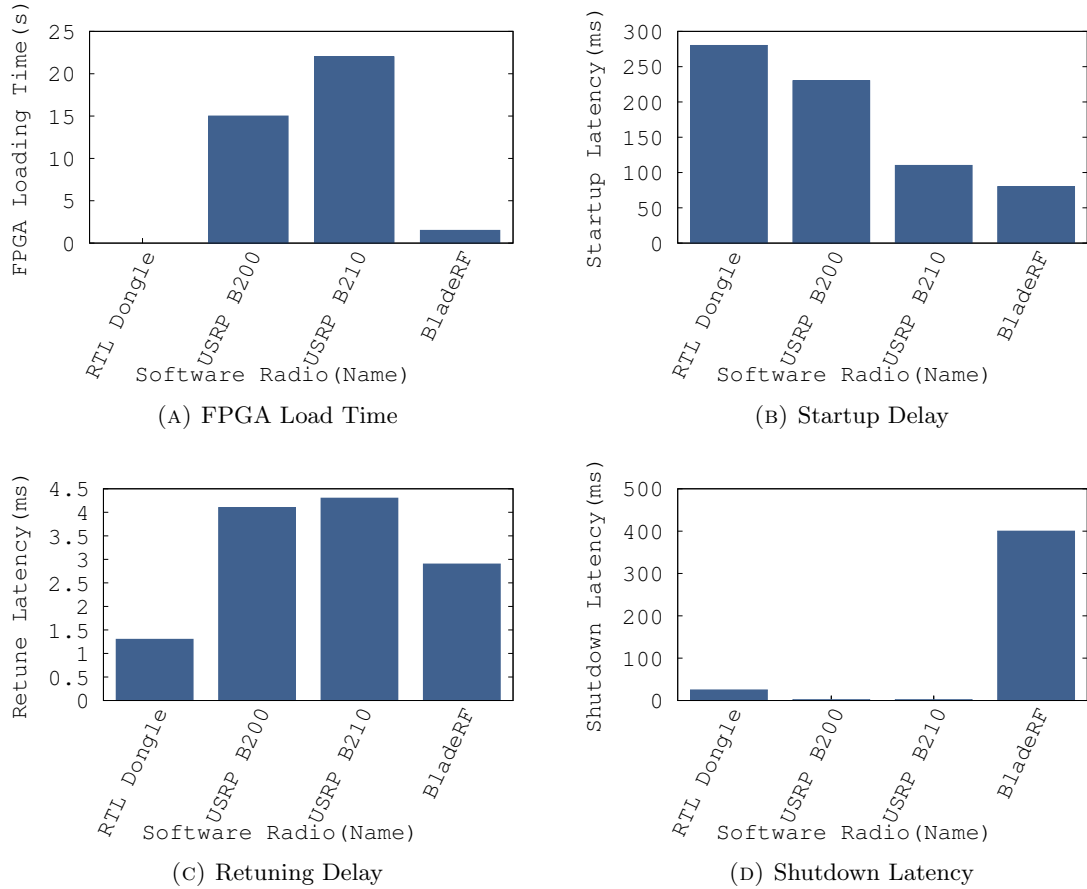 FPGA Loading Time(s)
25
20
15
10
5
0
RTL Dongle
USRP B200
USRP B210
BladeRF
Software Radio(Name)
(A) FPGA Load Time
Startup Latency(ms)
300
250
200
150
100
50
0
RTL Dongle
USRP B200
USRP B210
BladeRF
Software Radio(Name)
(B) Startup Delay
Retune Latency(ms)
4.5
4
3.5
3
2.5
2
1.5
1
0.5
0
RTL Dongle
USRP B200
USRP B210
BladeRF
Software Radio(Name)
(C) Retuning Delay
Shutdown Latency(ms)
500
400
300
200
100
0
RTL Dongle
USRP B200
USRP B210
BladeRF
Software Radio(Name)
(D) Shutdown Latency